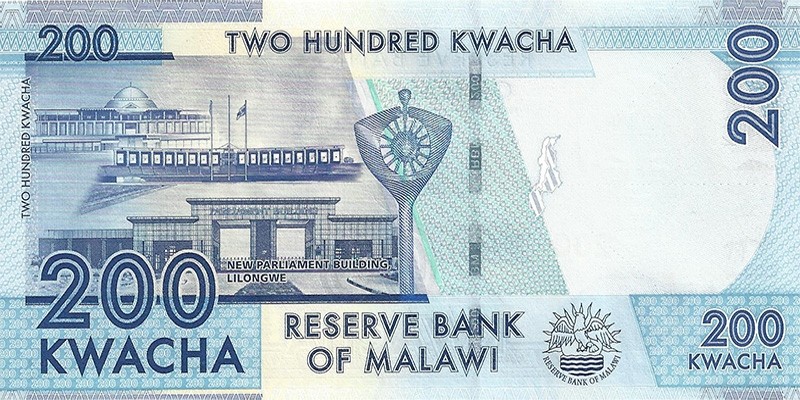 200
TWO HUNDRED KWACHA
200
TWO HUNDRED KWACHA
NEW PARLIAMENT BUILDING
LILONGWE
200
KWACHA
RESERVE BANK
OF MALAWI
RESERVE BANK OF MALAWI
200
KWACHA